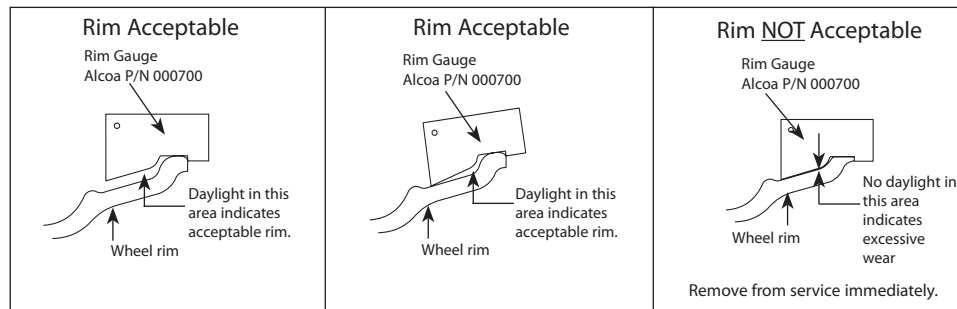 Rim Acceptable
Rim Gauge
Alcoa P/N 000700
Daylight in this
area indicates
acceptable rim.
Wheel rim
Rim Acceptable
Rim Gauge
Alcoa P/N 000700
Daylight in this
area indicates
acceptable rim.
Wheel rim
Rim NOT Acceptable
Rim Gauge
Alcoa P/N 000700
No daylight in
this area
indicates
excessive
wear
Wheel rim
Remove from service immediately.